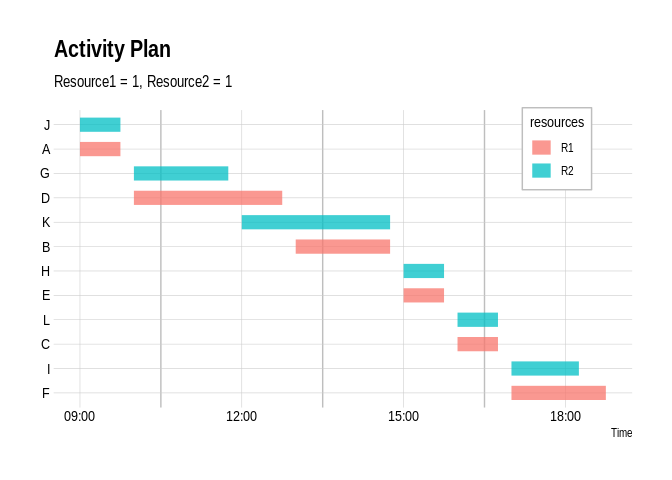 Activity Plan
Resource1 = 1, Resource2 = 1
resources
R1
R2
J
A
G
D
K
B
H
E
L
C
I
F
09:00 12:00 15:00 18:00
Time